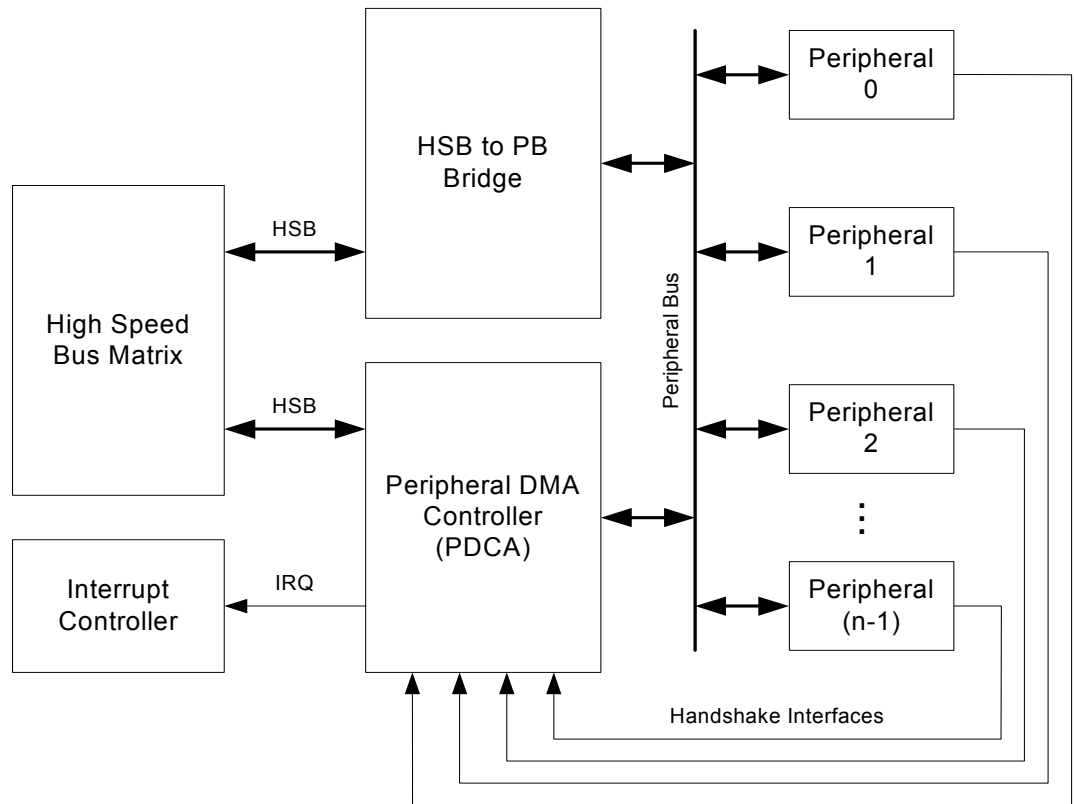 Peripheral
0
HSB to PB
Bridge
HSB
Peripheral
1
High Speed
Bus Matrix
Peripheral Bus
HSB
Peripheral
2
Peripheral DMA
Controller
(PDCA)
Interrupt
Controller
IRQ
Peripheral
(n-1)
Handshake Interfaces